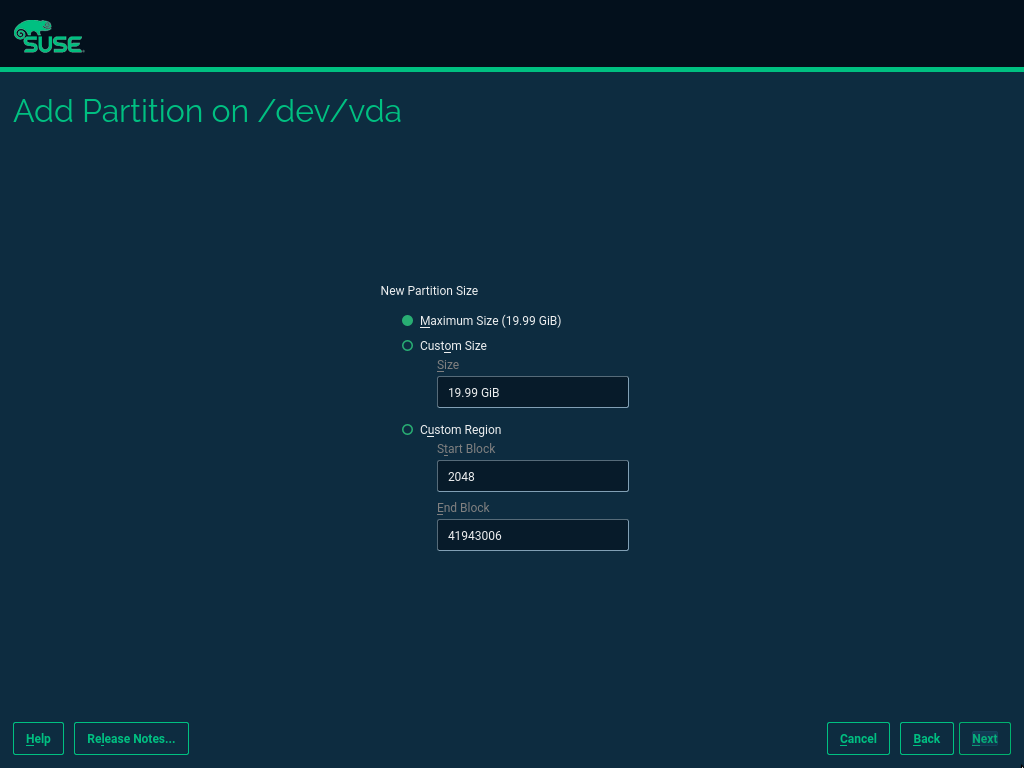 SUSE
Add Partition on /dev/vda
New Partition Size
Maximum Size (19.99 GiB)
Custom Size
Size
19.99 GiB
Custom Region
Start Block
2048
End Block
41943006
Help Release Notes... Cancel Back Next